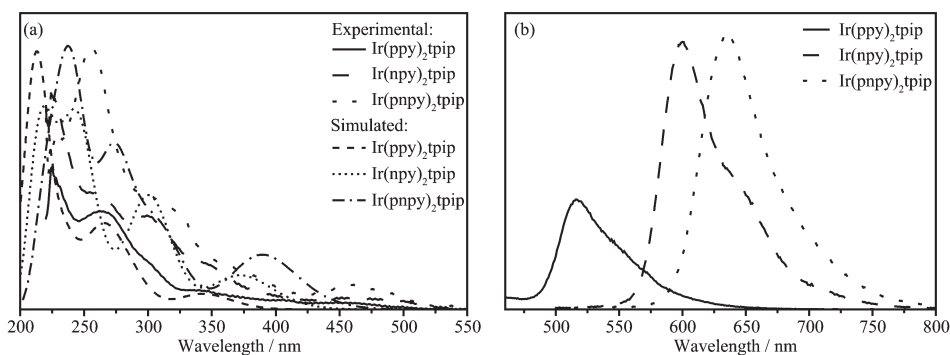 (a)
Experimental:
Ir(ppy)₂tpip
Ir(npy)₂tpip
Ir(pnpy)₂tpip
Simulated:
Ir(ppy)₂tpip
Ir(npy)₂tpip
Ir(pnpy)₂tpip
200 250 300 350 400 450 500 550
Wavelength / nm
(b)
Ir(ppy)₂tpip
Ir(npy)₂tpip
Ir(pnpy)₂tpip
500 550 600 650 700 750 800
Wavelength / nm